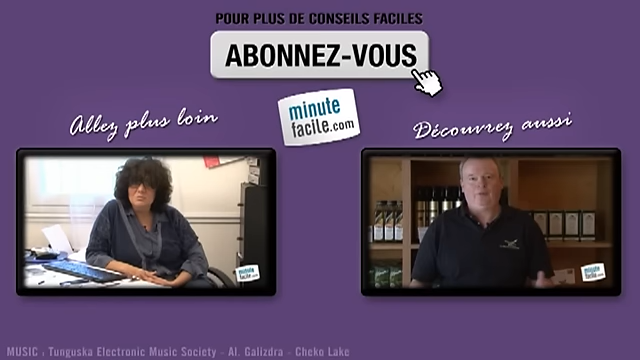 POUR PLUS DE CONSEILS FACILES
ABONNEZ-VOUS
Allez plus loin
minute
facile.com
Découvrez aussi
minute
facile.com
minute
facile.com
MUSIC : Tunguska Electronic Music Society - Al. Galizdra - Cheko Lake